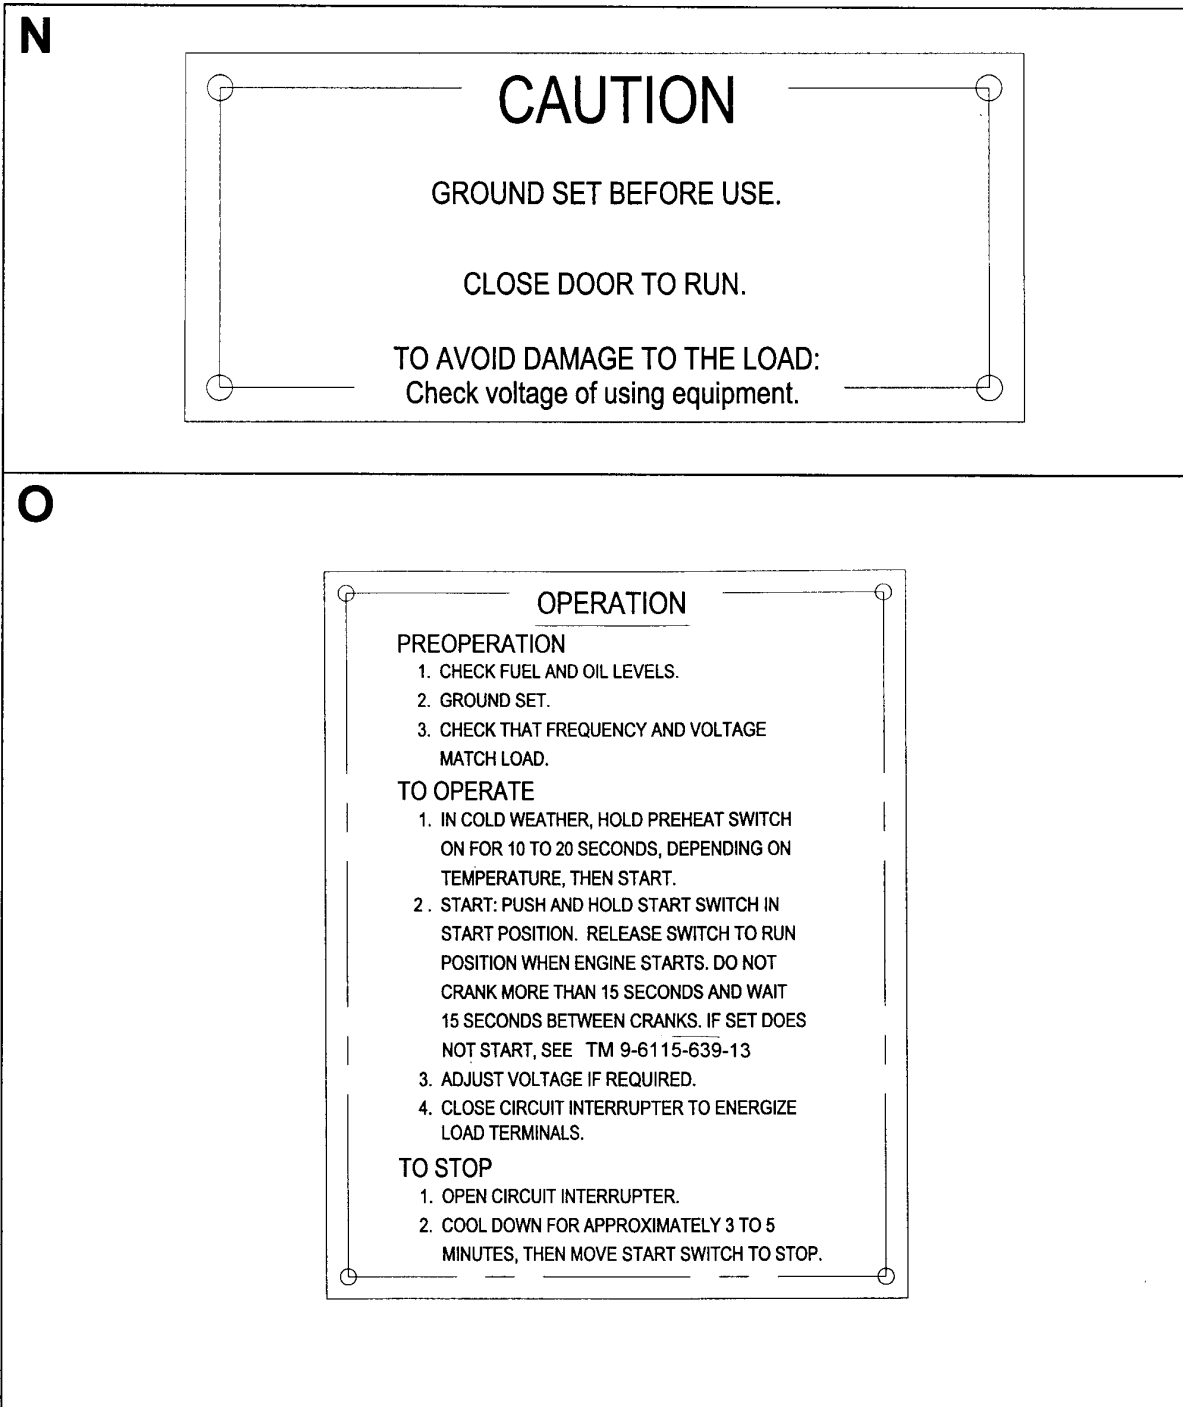 N
CAUTION
GROUND SET BEFORE USE.
CLOSE DOOR TO RUN.
TO AVOID DAMAGE TO THE LOAD:
Check voltage of using equipment.
O
OPERATION
PREOPERATION
1. CHECK FUEL AND OIL LEVELS.
2. GROUND SET.
3. CHECK THAT FREQUENCY AND VOLTAGE
MATCH LOAD.
TO OPERATE
1. IN COLD WEATHER, HOLD PREHEAT SWITCH
ON FOR 10 TO 20 SECONDS, DEPENDING ON
TEMPERATURE, THEN START.
2 . START: PUSH AND HOLD START SWITCH IN
START POSITION. RELEASE SWITCH TO RUN
POSITION WHEN ENGINE STARTS. DO NOT
CRANK MORE THAN 15 SECONDS AND WAIT
15 SECONDS BETWEEN CRANKS. IF SET DOES
NOT START, SEE TM 9-6115-639-13
3. ADJUST VOLTAGE IF REQUIRED.
4. CLOSE CIRCUIT INTERRUPTER TO ENERGIZE
LOAD TERMINALS.
TO STOP
1. OPEN CIRCUIT INTERRUPTER.
2. COOL DOWN FOR APPROXIMATELY 3 TO 5
MINUTES, THEN MOVE START SWITCH TO STOP.